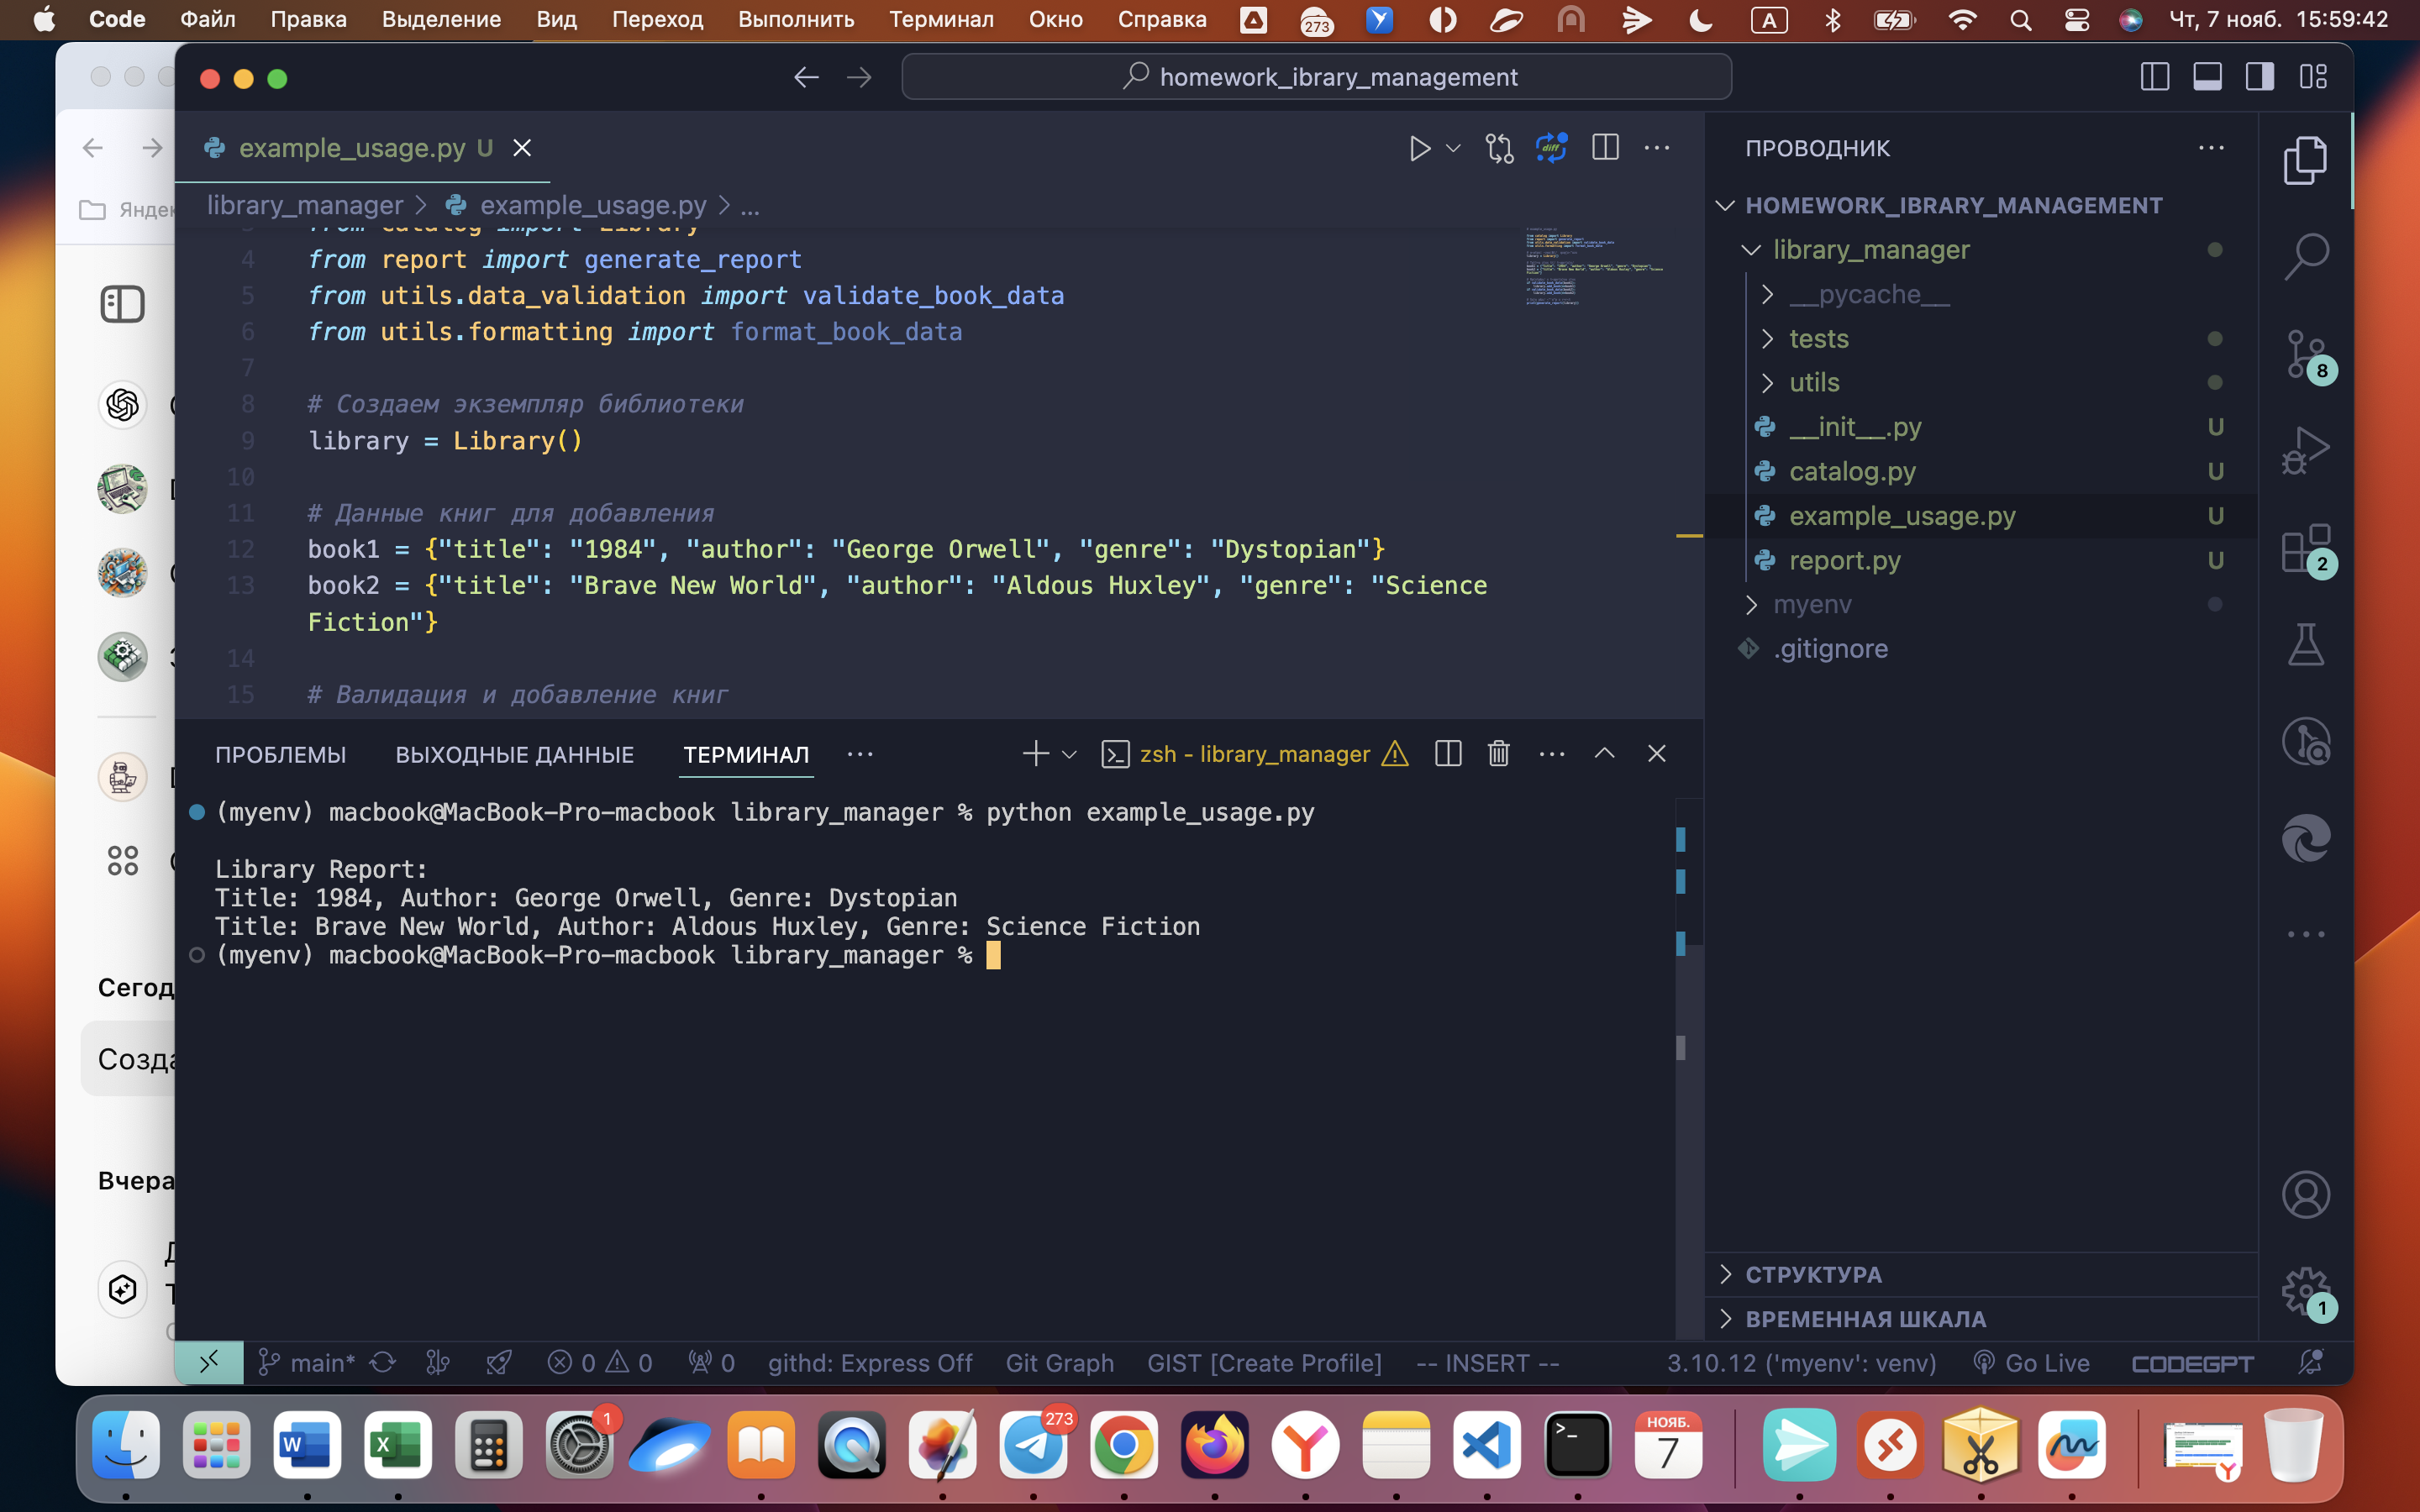 Code Файл Правка Выделение Вид Переход Выполнить Терминал Окно Справка 273 A Чт, 7 нояб. 15:59:42
homework_ibrary_management
example_usage.py U
library_manager > example_usage.py > ...
Яндек
3 from catalog import Library
4 from report import generate_report
5 from utils.data_validation import validate_book_data
6 from utils.formatting import format_book_data
7
8 # Создаем экземпляр библиотеки
9 library = Library()
10
11 # Данные книг для добавления
12 book1 = {"title": "1984", "author": "George Orwell", "genre": "Dystopian"}
13 book2 = {"title": "Brave New World", "author": "Aldous Huxley", "genre": "Science
Fiction"}
14
15 # Валидация и добавление книг
ПРОВОДНИК
HOMEWORK_IBRARY_MANAGEMENT
library_manager
__pycache__
tests
utils
__init__.py U
catalog.py U
example_usage.py U
report.py U
myenv
.gitignore
8
2
ПРОБЛЕМЫ ВЫХОДНЫЕ ДАННЫЕ ТЕРМИНАЛ zsh - library_manager
(myenv) macbook@MacBook-Pro-macbook library_manager % python example_usage.py
Library Report:
Title: 1984, Author: George Orwell, Genre: Dystopian
Title: Brave New World, Author: Aldous Huxley, Genre: Science Fiction
(myenv) macbook@MacBook-Pro-macbook library_manager %
Сегод
Созда
Вчера
СТРУКТУРА
ВРЕМЕННАЯ ШКАЛА
1
main* 0 0 0 githd: Express Off Git Graph GIST [Create Profile] -- INSERT -- 3.10.12 ('myenv': venv) Go Live CODEGPT
1 273 НОЯБ. 7